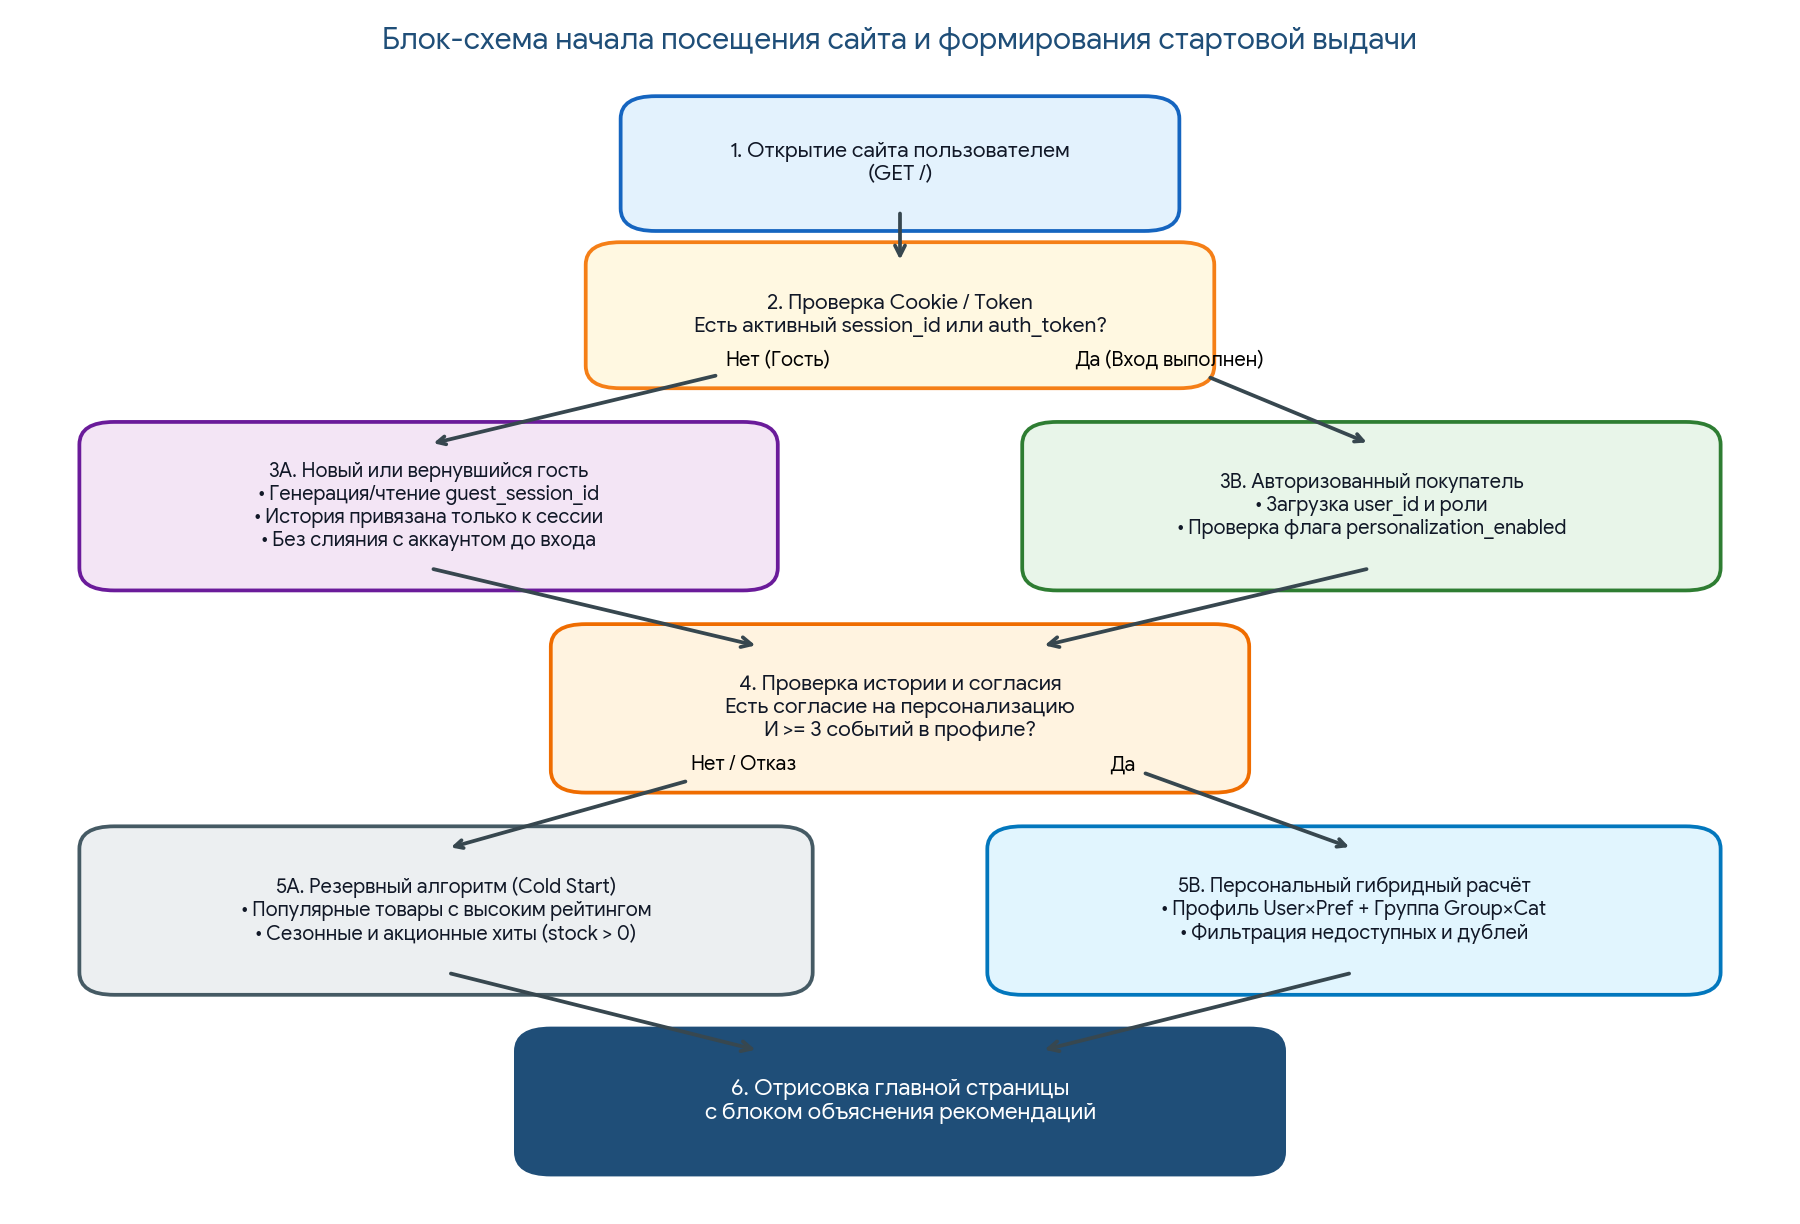 Блок-схема начала посещения сайта и формирования стартовой выдачи
1. Открытие сайта пользователем
(GET /)
2. Проверка Cookie / Token
Есть активный session_id или auth_token?
Нет (Гость)
Да (Вход выполнен)
3A. Новый или вернувшийся гость
• Генерация/чтение guest_session_id
• История привязана только к сессии
• Без слияния с аккаунтом до входа
3B. Авторизованный покупатель
• Загрузка user_id и роли
• Проверка флага personalization_enabled
4. Проверка истории и согласия
Есть согласие на персонализацию
И >= 3 событий в профиле?
Нет / Отказ
Да
5A. Резервный алгоритм (Cold Start)
• Популярные товары с высоким рейтингом
• Сезонные и акционные хиты (stock > 0)
5B. Персональный гибридный расчёт
• Профиль User×Pref + Группа Group×Cat
• Фильтрация недоступных и дублей
6. Отрисовка главной страницы
с блоком объяснения рекомендаций